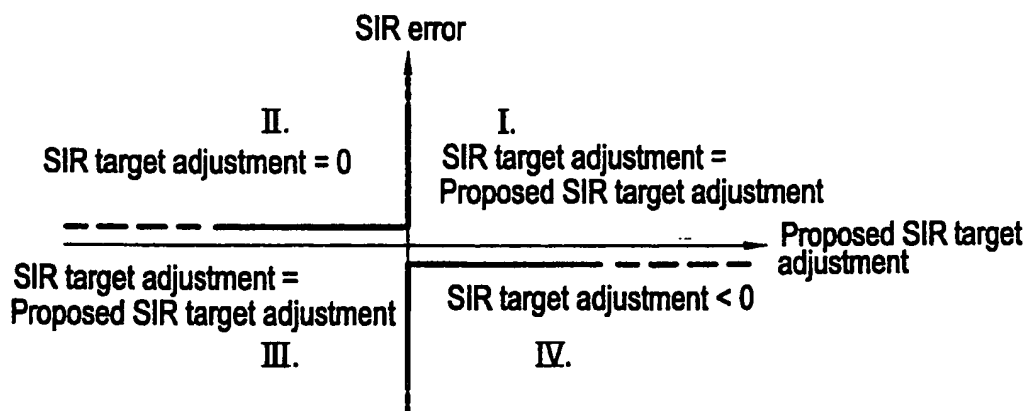 SIR error
II.
I.
SIR target adjustment = 0
SIR target adjustment =
Proposed SIR target adjustment
Proposed SIR target
adjustment
SIR target adjustment =
Proposed SIR target adjustment
SIR target adjustment < 0
III.
IV.